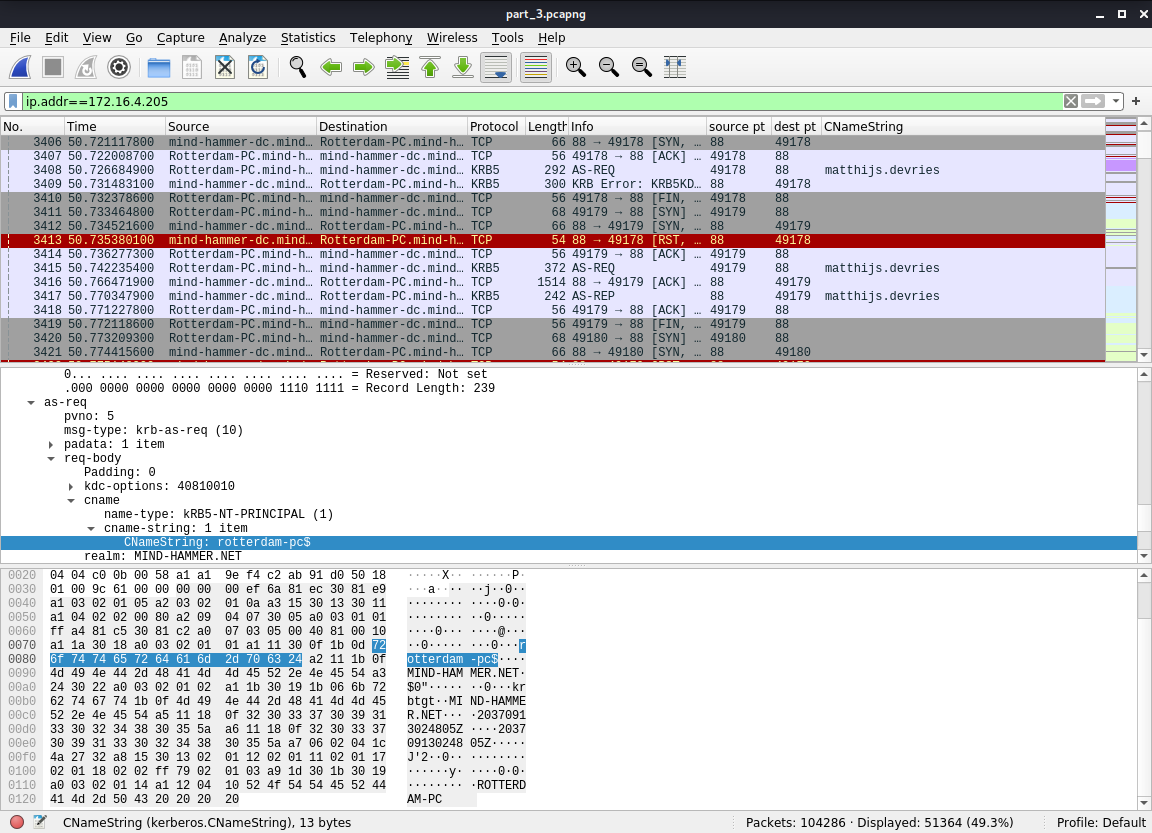 part_3.pcapng
File Edit View Go Capture Analyze Statistics Telephony Wireless Tools Help
ip.addr==172.16.4.205
No. Time Source Destination Protocol Length Info source pt dest pt CNameString
3406 50.721117800 mind-hammer-dc.mind… Rotterdam-PC.mind-h… TCP 66 88 → 49178 [SYN, … 88 49178
3407 50.722008700 Rotterdam-PC.mind-h… mind-hammer-dc.mind… TCP 56 49178 → 88 [ACK] … 49178 88
3408 50.726684900 Rotterdam-PC.mind-h… mind-hammer-dc.mind… KRB5 292 AS-REQ 49178 88 matthijs.devries
3409 50.731483100 mind-hammer-dc.mind… Rotterdam-PC.mind-h… KRB5 300 KRB Error: KRB5KD… 88 49178
3410 50.732378600 Rotterdam-PC.mind-h… mind-hammer-dc.mind… TCP 56 49178 → 88 [FIN, … 49178 88
3411 50.733464800 Rotterdam-PC.mind-h… mind-hammer-dc.mind… TCP 68 49179 → 88 [SYN] … 49179 88
3412 50.734521600 mind-hammer-dc.mind… Rotterdam-PC.mind-h… TCP 66 88 → 49179 [SYN, … 88 49179
3413 50.735380100 mind-hammer-dc.mind… Rotterdam-PC.mind-h… TCP 54 88 → 49178 [RST, … 88 49178
3414 50.736277300 Rotterdam-PC.mind-h… mind-hammer-dc.mind… TCP 56 49179 → 88 [ACK] … 49179 88
3415 50.742235400 Rotterdam-PC.mind-h… mind-hammer-dc.mind… KRB5 372 AS-REQ 49179 88 matthijs.devries
3416 50.766471900 mind-hammer-dc.mind… Rotterdam-PC.mind-h… TCP 1514 88 → 49179 [ACK] … 88 49179
3417 50.770347900 mind-hammer-dc.mind… Rotterdam-PC.mind-h… KRB5 242 AS-REP 88 49179 matthijs.devries
3418 50.771227800 Rotterdam-PC.mind-h… mind-hammer-dc.mind… TCP 56 49179 → 88 [ACK] … 49179 88
3419 50.772118600 Rotterdam-PC.mind-h… mind-hammer-dc.mind… TCP 56 49179 → 88 [FIN, … 49179 88
3420 50.773209300 Rotterdam-PC.mind-h… mind-hammer-dc.mind… TCP 68 49180 → 88 [SYN] … 49180 88
3421 50.774415600 mind-hammer-dc.mind… Rotterdam-PC.mind-h… TCP 66 88 → 49180 [SYN, … 88 49180
0... .... .... .... .... .... .... .... = Reserved: Not set
.000 0000 0000 0000 0000 0000 1110 1111 = Record Length: 239
as-req
pvno: 5
msg-type: krb-as-req (10)
padata: 1 item
req-body
Padding: 0
kdc-options: 40810010
cname
name-type: kRB5-NT-PRINCIPAL (1)
cname-string: 1 item
CNameString: rotterdam-pc$
realm: MIND-HAMMER.NET
0020 04 04 c0 0b 00 58 a1 a1 9e f4 c2 ab 91 d0 50 18 ·····X·· ······P·
0030 01 00 9c 61 00 00 00 00 00 ef 6a 81 ec 30 81 e9 ···a···· ··j··0··
0040 a1 03 02 01 05 a2 03 02 01 0a a3 15 30 13 30 11 ········ ····0·0·
0050 a1 04 02 02 00 80 a2 09 04 07 30 05 a0 03 01 01 ········ ··0·····
0060 ff a4 81 c5 30 81 c2 a0 07 03 05 00 40 81 00 10 ····0··· ····@···
0070 a1 1a 30 18 a0 03 02 01 01 a1 11 30 0f 1b 0d 72 ··0····· ···0···r
0080 6f 74 74 65 72 64 61 6d 2d 70 63 24 a2 11 1b 0f otterdam -pc$····
0090 4d 49 4e 44 2d 48 41 4d 4d 45 52 2e 4e 45 54 a3 MIND-HAM MER.NET·
00a0 24 30 22 a0 03 02 01 02 a1 1b 30 19 1b 06 6b 72 $0"····· ··0···kr
00b0 62 74 67 74 1b 0f 4d 49 4e 44 2d 48 41 4d 4d 45 btgt··MI ND-HAMME
00c0 52 2e 4e 45 54 a5 11 18 0f 32 30 33 37 30 39 31 R.NET··· ·2037091
00d0 33 30 32 34 38 30 35 5a a6 11 18 0f 32 30 33 37 3024805Z ····2037
00e0 30 39 31 33 30 32 34 38 30 35 5a a7 06 02 04 1c 09130248 05Z·····
00f0 4a 27 32 a8 15 30 13 02 01 12 02 01 11 02 01 17 J'2··0·· ········
0100 02 01 18 02 02 ff 79 02 01 03 a9 1d 30 1b 30 19 ······y· ····0·0·
0110 a0 03 02 01 14 a1 12 04 10 52 4f 54 54 45 52 44 ········ ·ROTTERD
0120 41 4d 2d 50 43 20 20 20 20 AM-PC
CNameString (kerberos.CNameString), 13 bytes Packets: 104286 · Displayed: 51364 (49.3%) Profile: Default